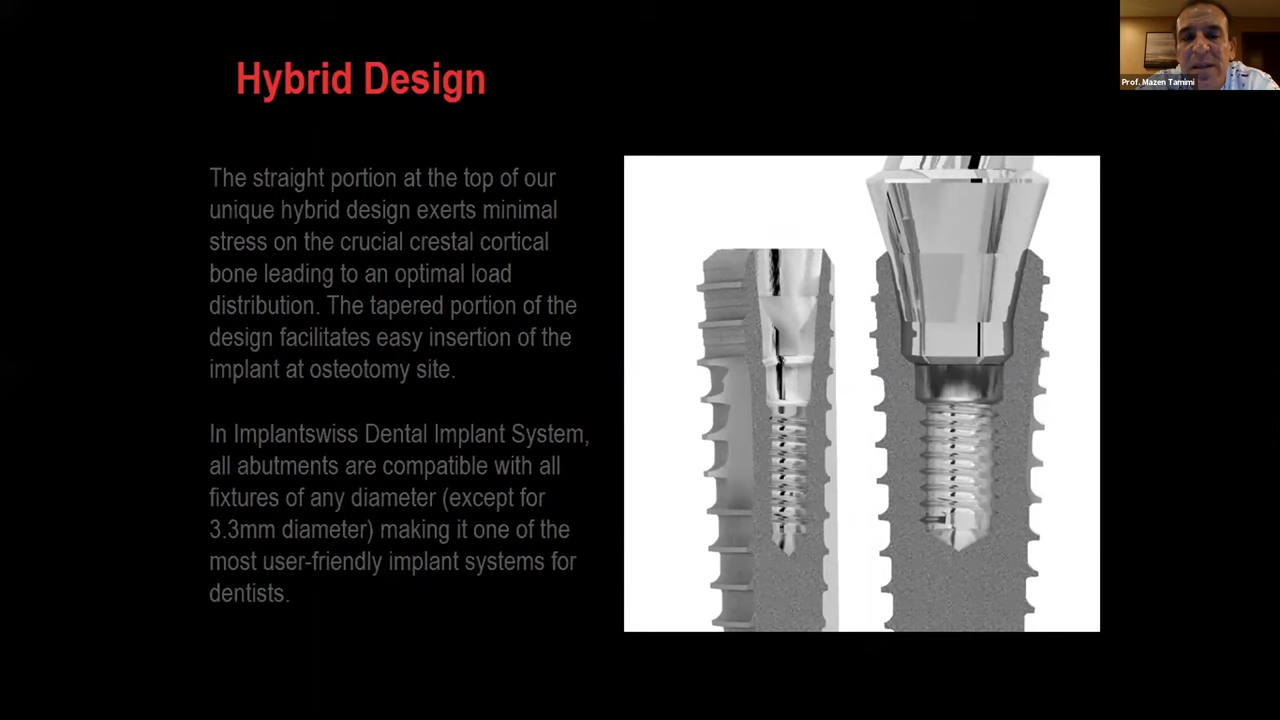 Hybrid Design
Prof. Mazen Tamimi
The straight portion at the top of our
unique hybrid design exerts minimal
stress on the crucial crestal cortical
bone leading to an optimal load
distribution. The tapered portion of the
design facilitates easy insertion of the
implant at osteotomy site.
In Implantswiss Dental Implant System,
all abutments are compatible with all
fixtures of any diameter (except for
3.3mm diameter) making it one of the
most user-friendly implant systems for
dentists.